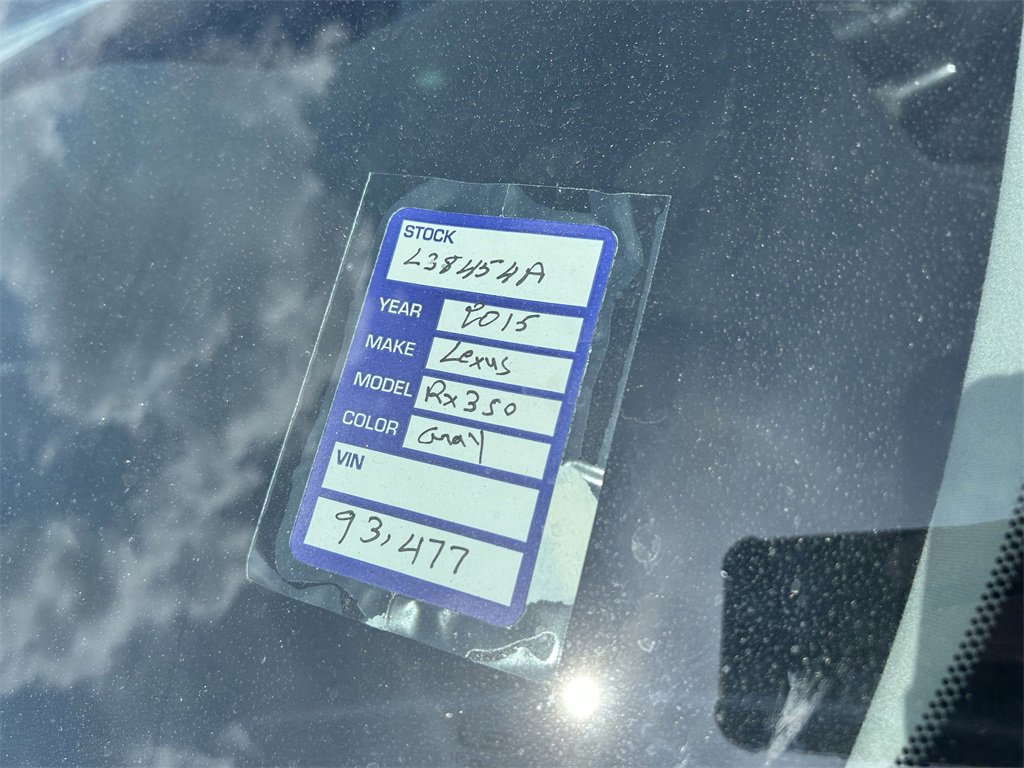 STOCK
L38454A
YEAR 2015
MAKE Lexus
MODEL Rx350
COLOR Gray
VIN
93,477